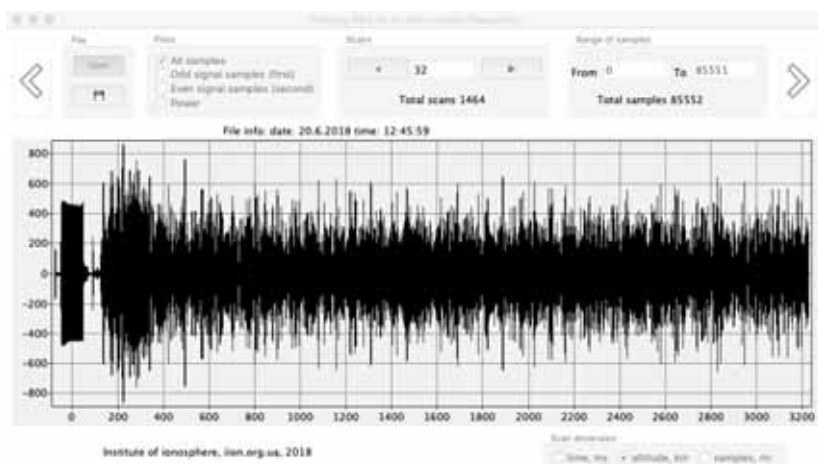 File
Plots
Scans
Range of samples
Open
All samples
Odd signal samples (first)
Even signal samples (second)
Power
32
Total scans 1464
From 0 To 85551
Total samples 85552
File info: date: 20.6.2018 time: 12:45:59
800
600
400
200
0
-200
-400
-600
-800
0 200 400 600 800 1000 1200 1400 1600 1800 2000 2200 2400 2600 2800 3000 3200
Institute of ionosphere, iion.org.ua, 2018
Scan dimension
time, ms altitude, km samples, nr